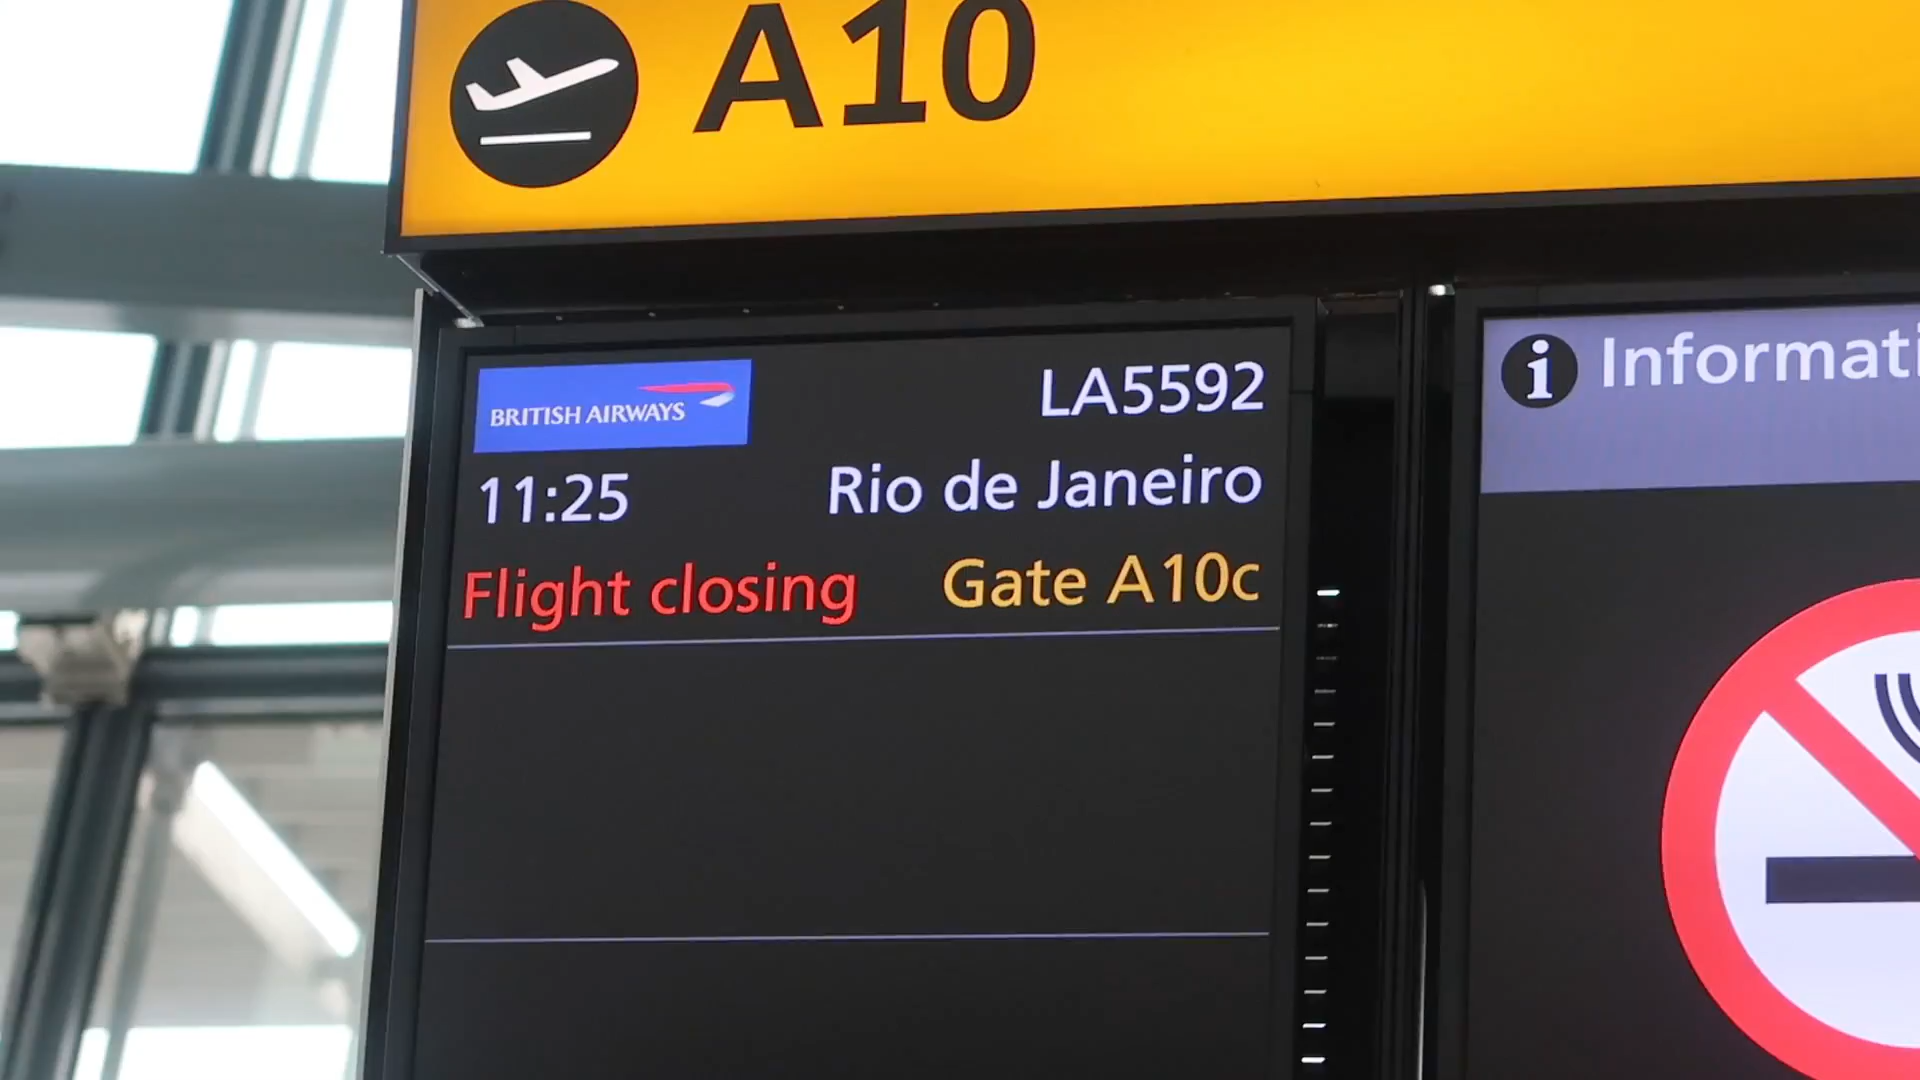 A10
BRITISH AIRWAYS
LA5592
11:25
Rio de Janeiro
Flight closing
Gate A10c
i Informati